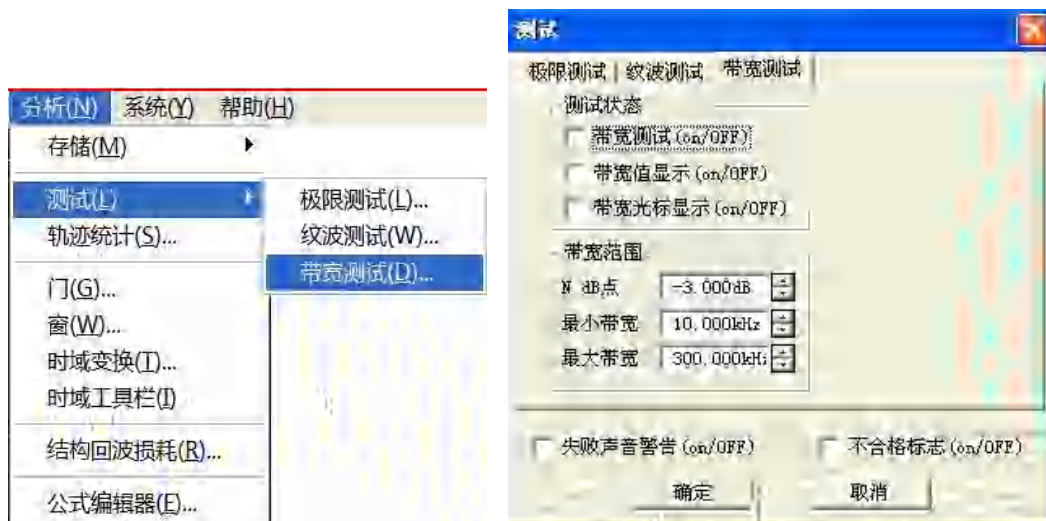 分析(N) 系统(Y) 帮助(H)
存储(M)
测试(L)
轨迹统计(S)...
门(G)...
窗(W)...
时域变换(T)...
时域工具栏(I)
结构回波损耗(R)...
公式编辑器(E)...
极限测试(L)...
纹波测试(W)...
带宽测试(D)...
测试
极限测试 纹波测试 带宽测试
测试状态
带宽测试(on/OFF)
带宽值显示(on/OFF)
带宽光标显示(on/OFF)
带宽范围
N dB点 -3.000dB
最小带宽 10.000kHz
最大带宽 300.000kHz
失败声音警告(on/OFF) 不合格标志(on/OFF)
确定 取消